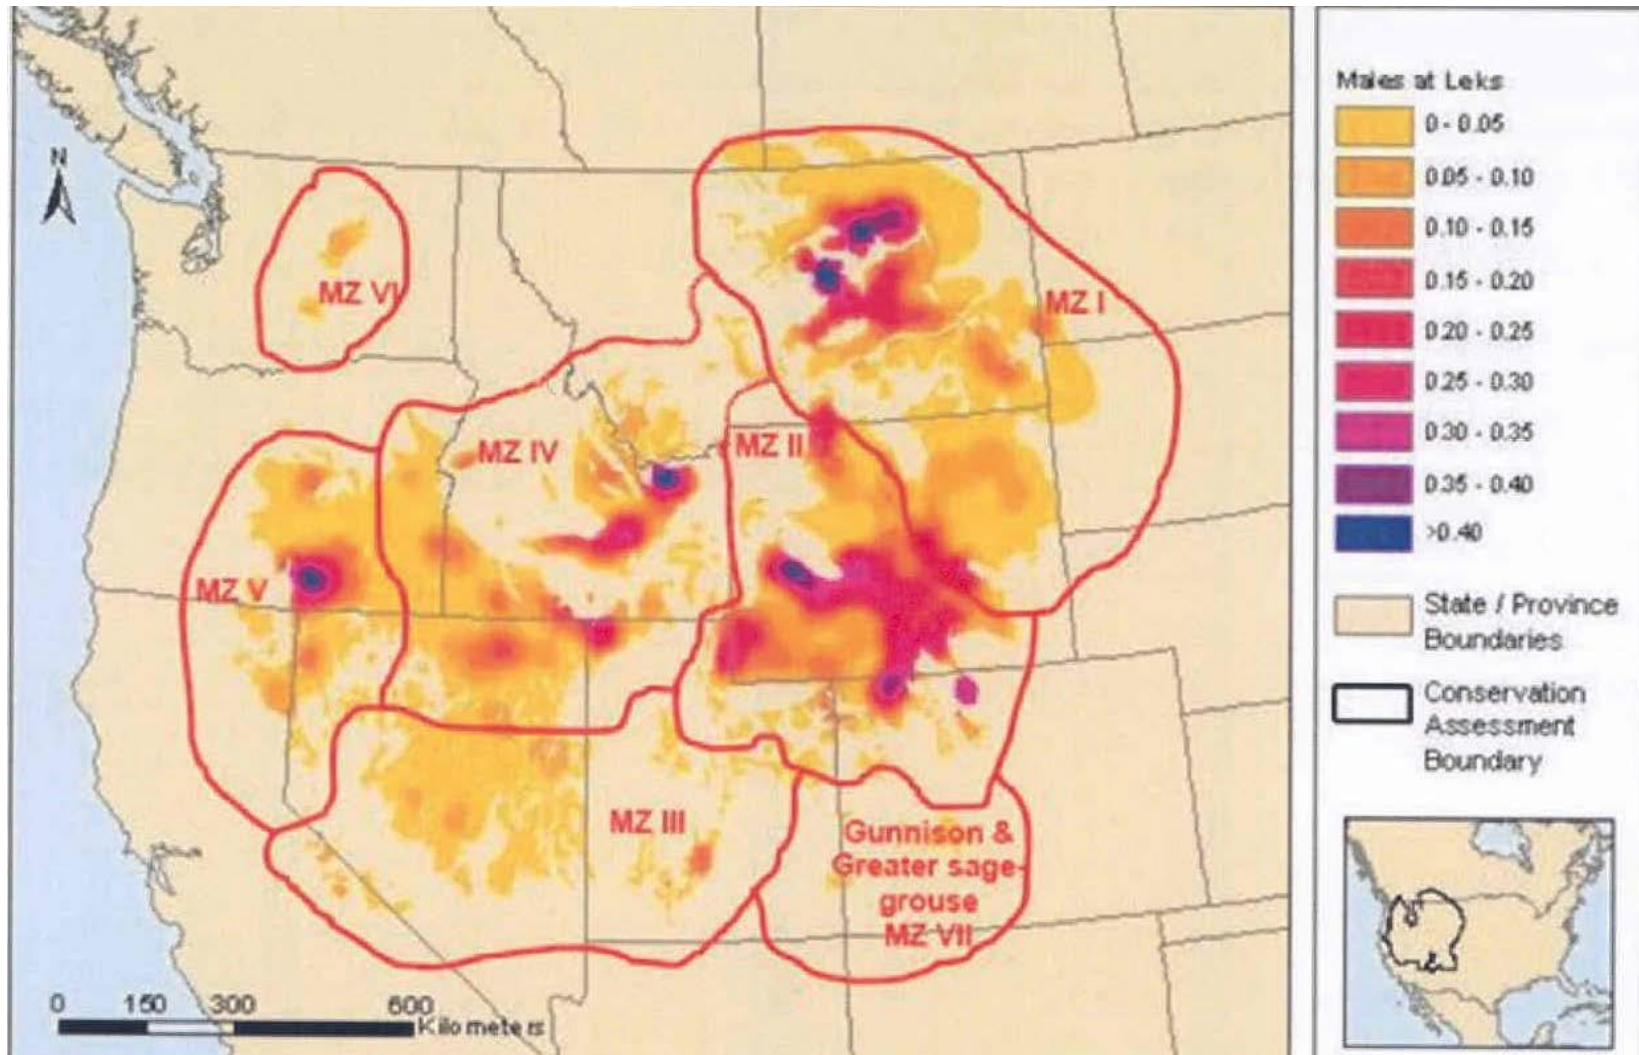 N
MZ VI
MZ I
MZ IV
MZ II
MZ V
MZ III
Gunnison &
Greater sage-
grouse
MZ VII
0 150 300 600
Kilometers
Males at Leks
0 - 0.05
0.05 - 0.10
0.10 - 0.15
0.15 - 0.20
0.20 - 0.25
0.25 - 0.30
0.30 - 0.35
0.35 - 0.40
>0.40
State / Province
Boundaries
Conservation
Assessment
Boundary